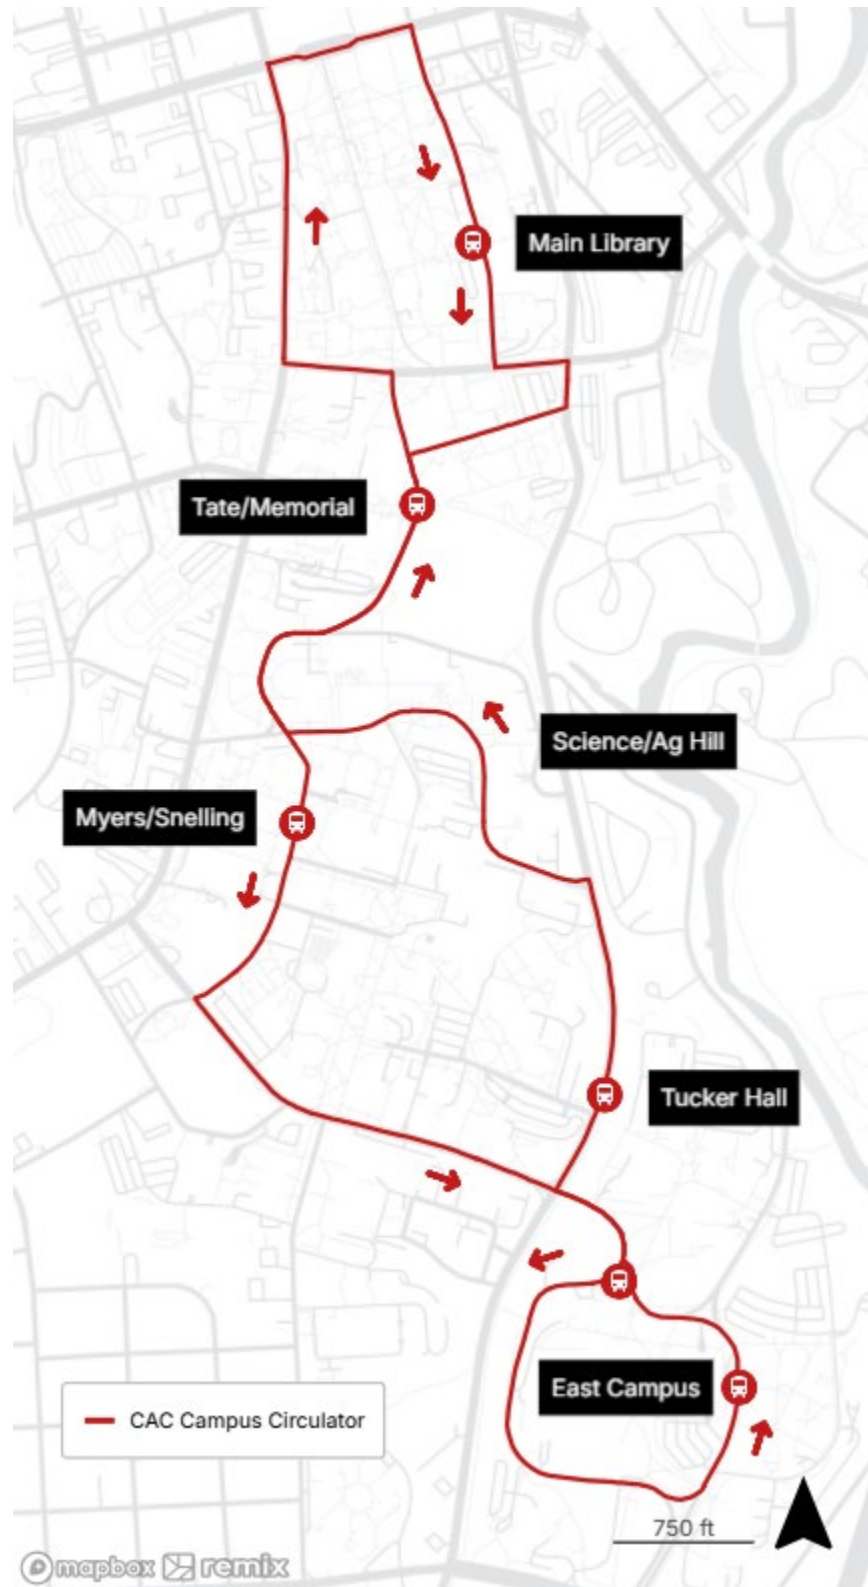 Main Library
Tate/Memorial
Science/Ag Hill
Myers/Snelling
Tucker Hall
East Campus
CAC Campus Circulator
750 ft
mapbox remix